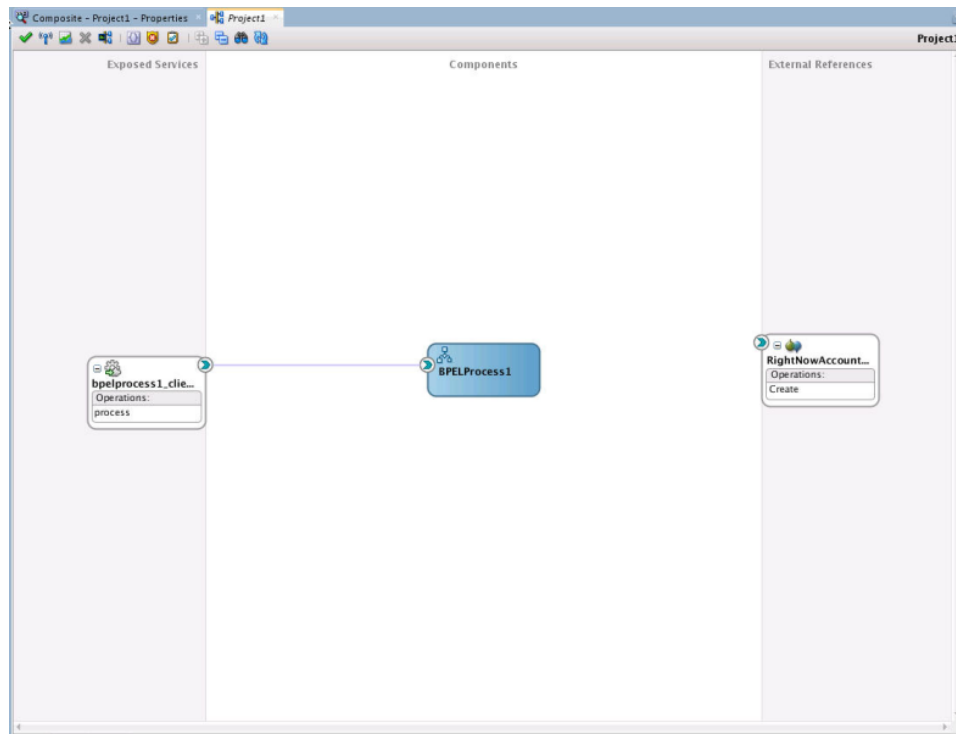 Composite - Project1 - Properties
Project1
Project1
Exposed Services
Components
External References
bpelprocess1_clie...
Operations:
process
BPELProcess1
RightNowAccount...
Operations:
Create